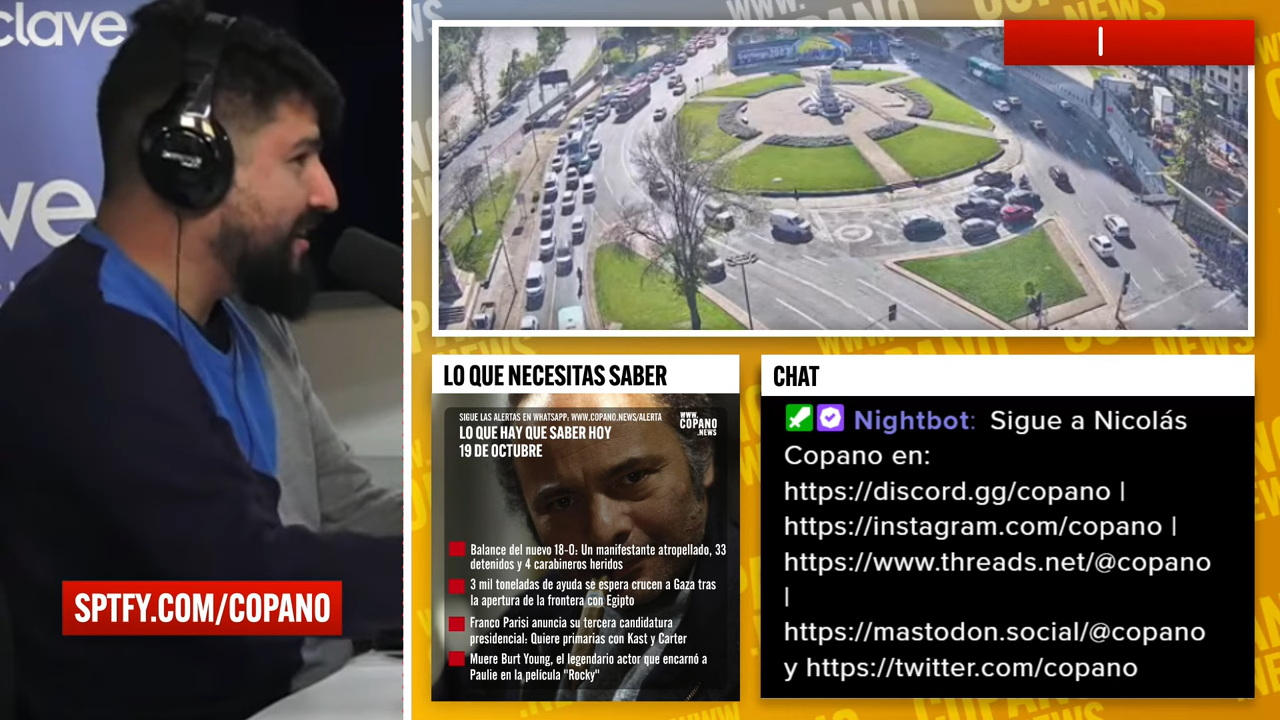 clave
ve
SPTFY.COM/COPANO
LO QUE NECESITAS SABER
SIGUE LAS ALERTAS EN WHATSAPP: WWW.COPANO.NEWS/ALERTA
WWW.
COPANO
.NEWS
LO QUE HAY QUE SABER HOY
19 DE OCTUBRE
Balance del nuevo 18-O: Un manifestante atropellado, 33
detenidos y 4 carabineros heridos
3 mil toneladas de ayuda se espera crucen a Gaza tras
la apertura de la frontera con Egipto
Franco Parisi anuncia su tercera candidatura
presidencial: Quiere primarias con Kast y Carter
Muere Burt Young, el legendario actor que encarnó a
Paulie en la película "Rocky"
CHAT
Nightbot: Sigue a Nicolás
Copano en:
https://discord.gg/copano |
https://instagram.com/copano |
https://www.threads.net/@copano
|
https://mastodon.social/@copano
y https://twitter.com/copano